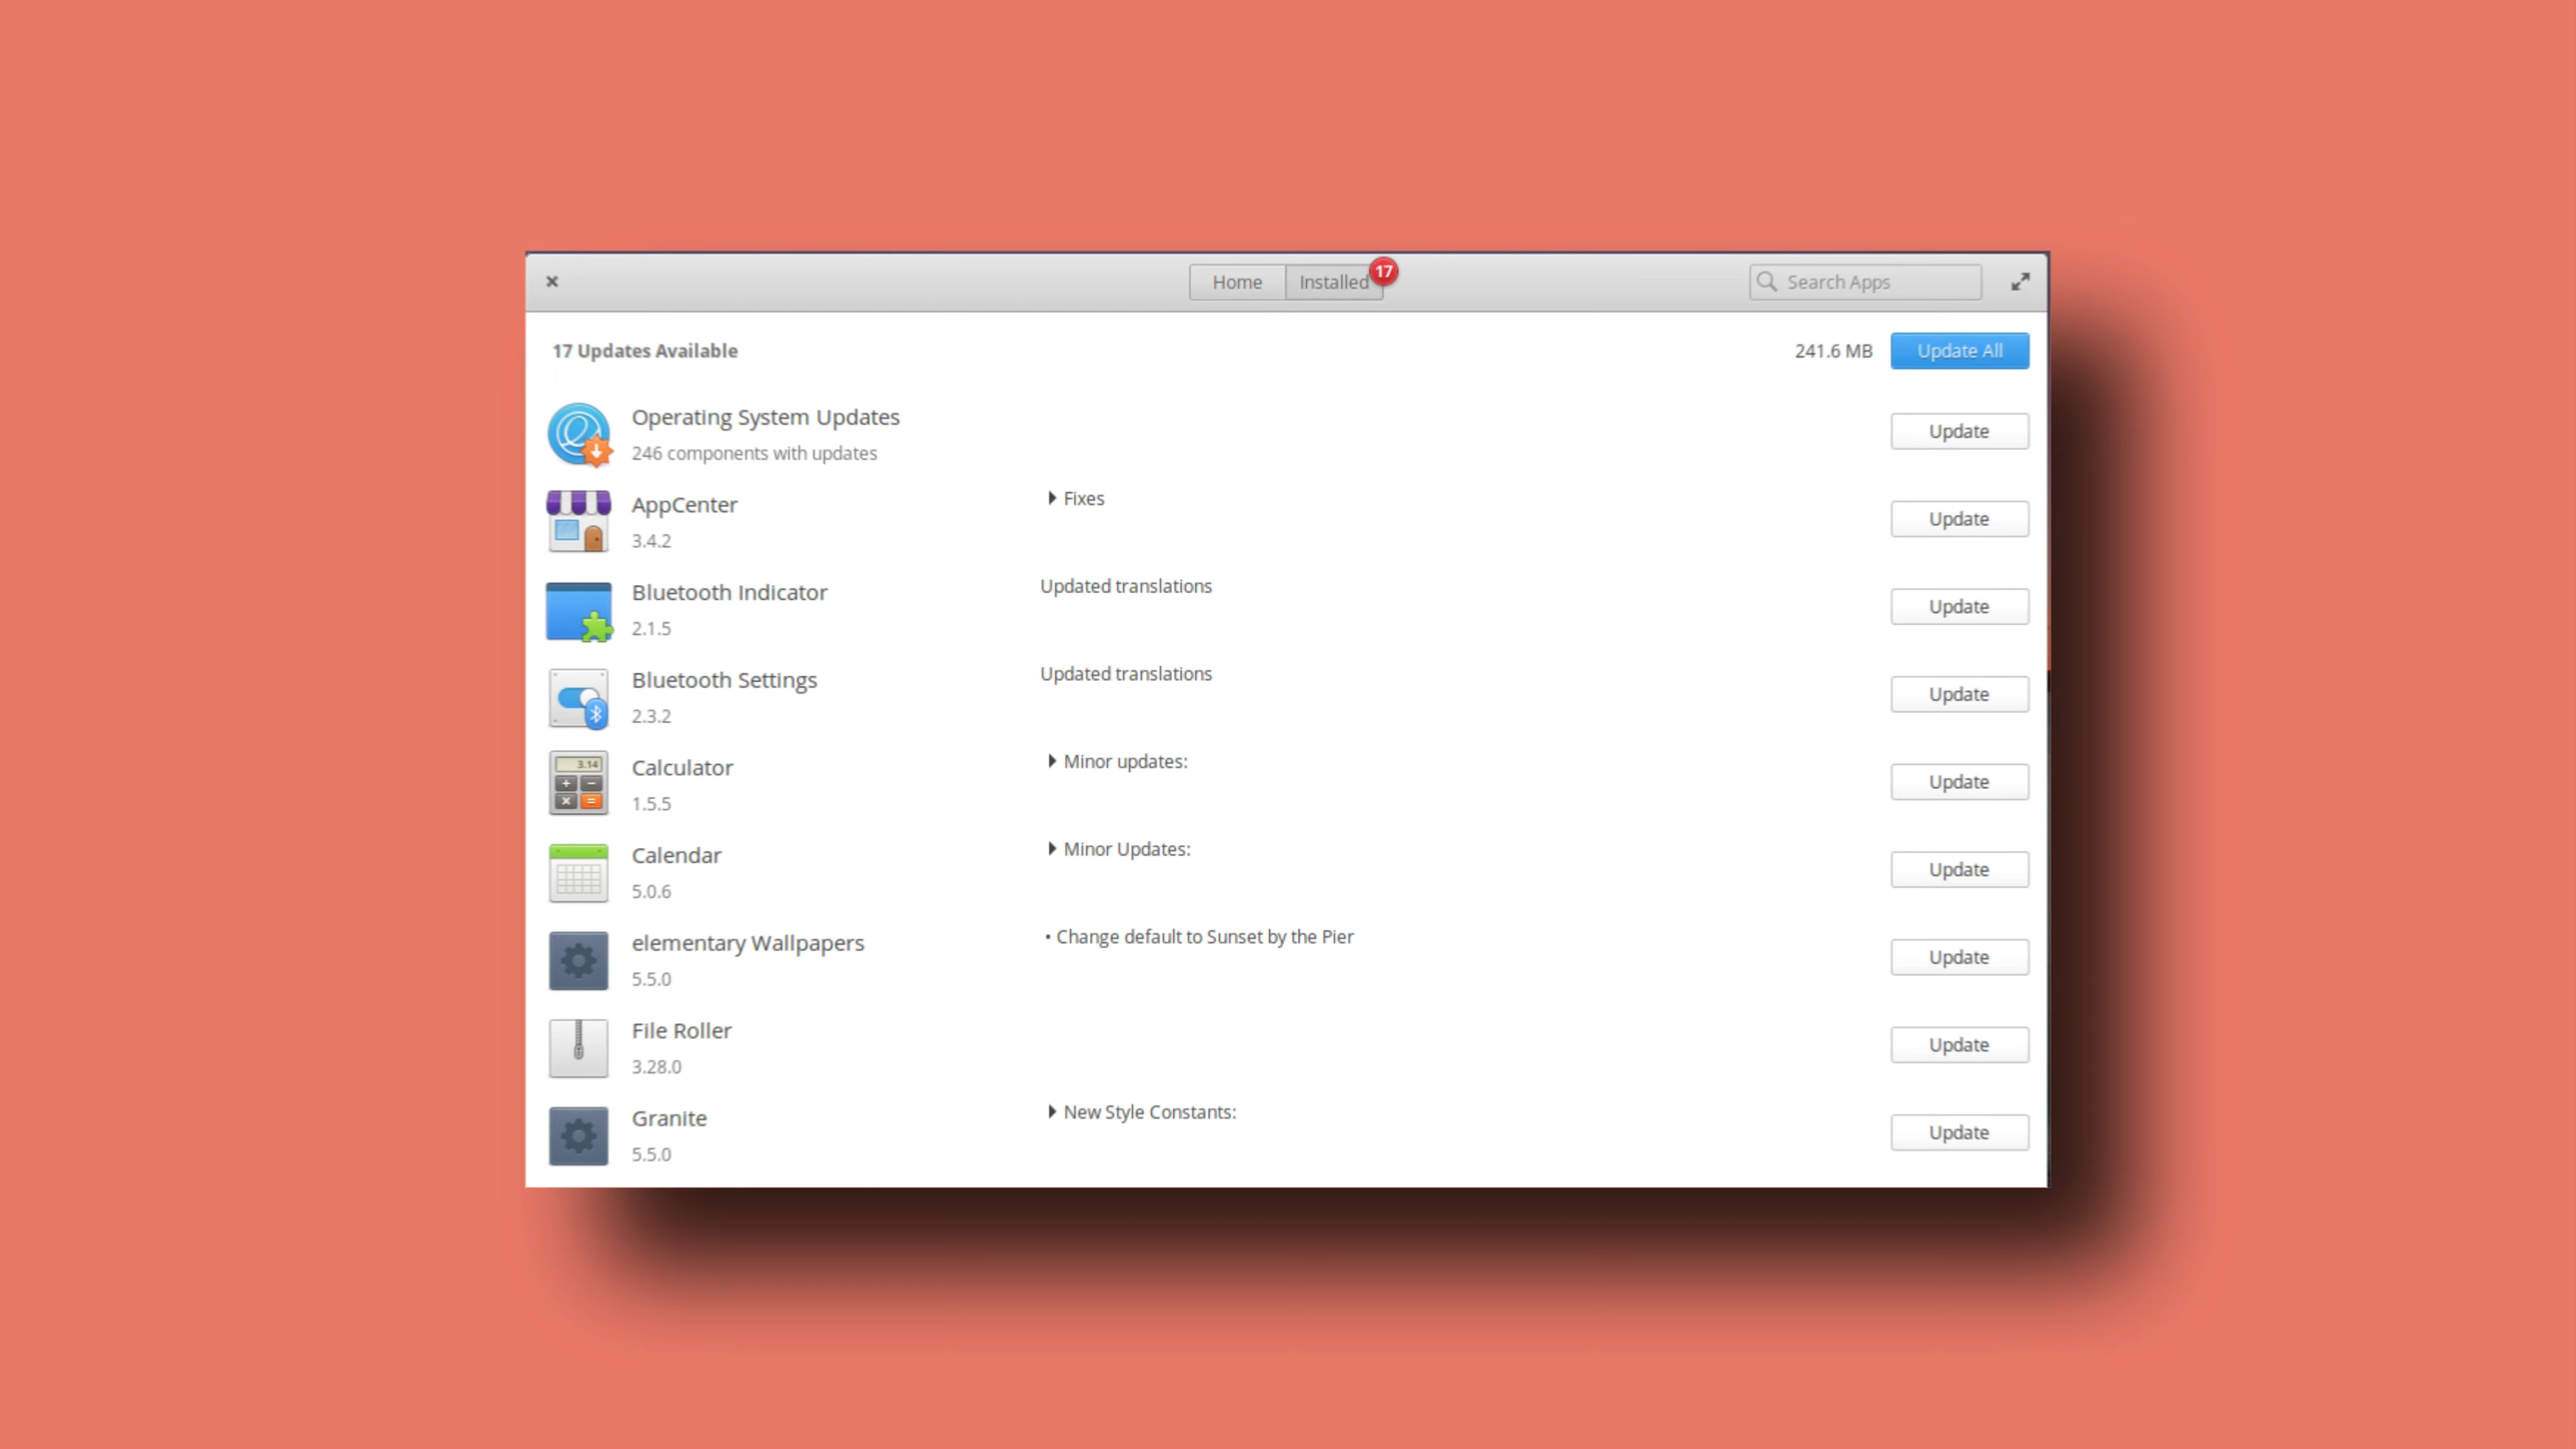 Home
Installed
17
Search Apps
17 Updates Available
241.6 MB
Update All
Operating System Updates
246 components with updates
Update
AppCenter
3.4.2
Fixes
Update
Bluetooth Indicator
2.1.5
Updated translations
Update
Bluetooth Settings
2.3.2
Updated translations
Update
3.14
Calculator
1.5.5
Minor updates:
Update
Calendar
5.0.6
Minor Updates:
Update
elementary Wallpapers
5.5.0
• Change default to Sunset by the Pier
Update
File Roller
3.28.0
Update
Granite
5.5.0
New Style Constants:
Update